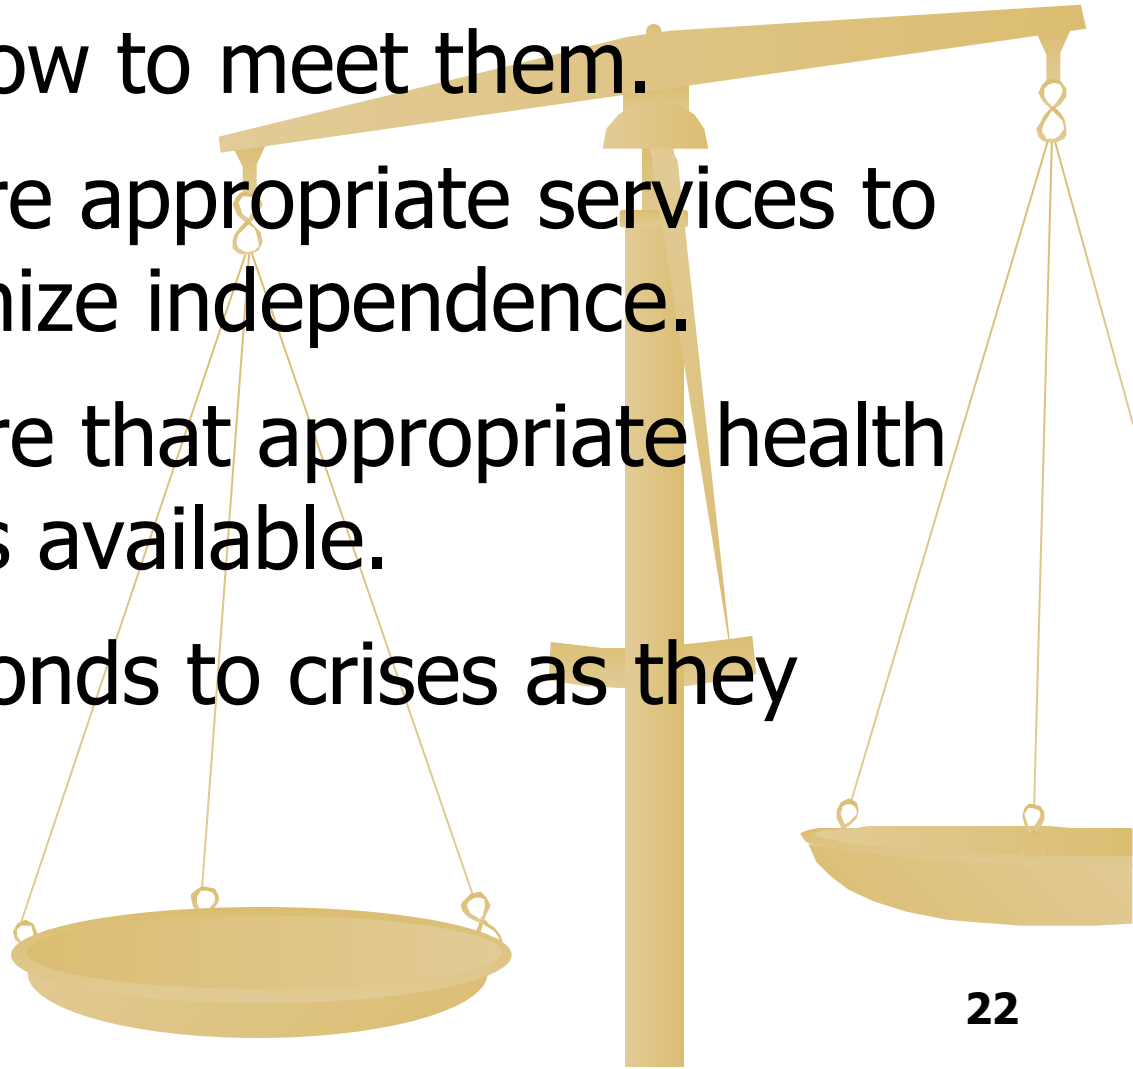 ow to meet them.
re appropriate services to
nize independence.
re that appropriate health
s available.
onds to crises as they
22